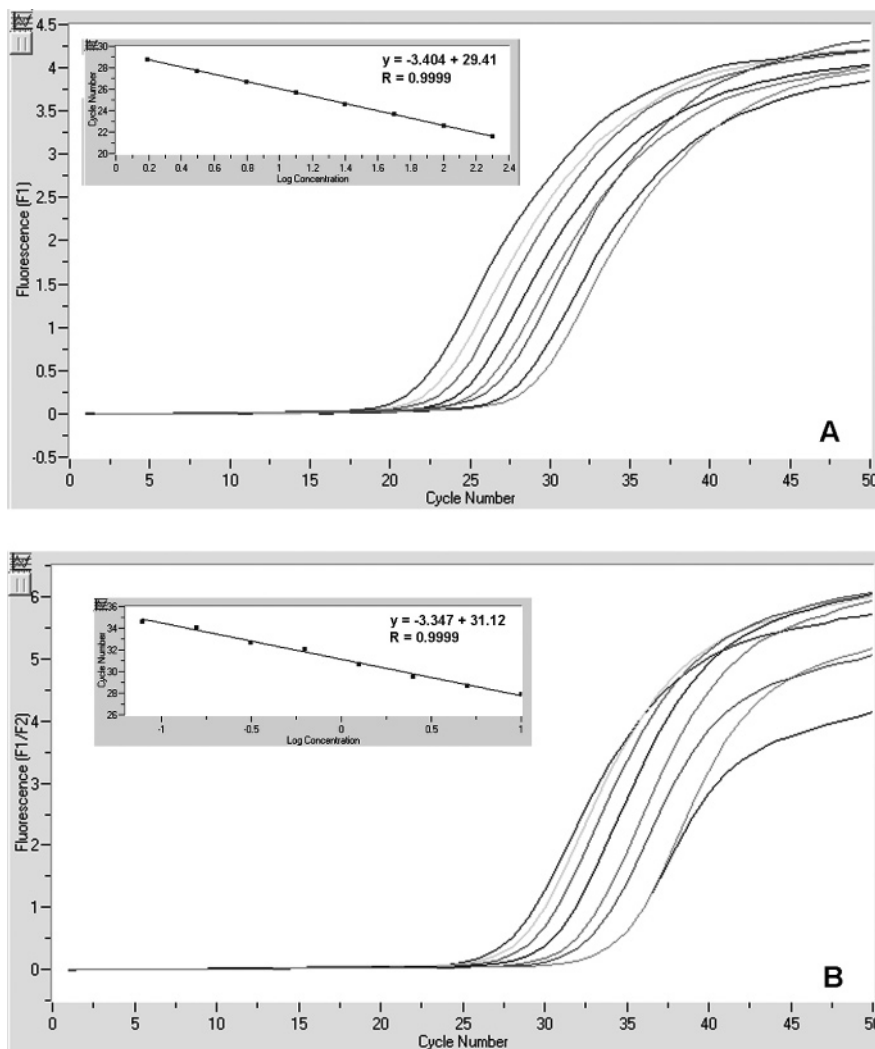 4.5
4
3.5
3
2.5
2
1.5
1
0.5
0
-0.5
Fluorescence (F1)
30
28
26
24
22
20
Cycle Number
y = -3.404 + 29.41
R = 0.9999
0 0.2 0.4 0.6 0.8 1 1.2 1.4 1.6 1.8 2 2.2 2.4
Log Concentration
A
0 5 10 15 20 25 30 35 40 45 50
Cycle Number
6
5
4
3
2
1
0
Fluorescence (F1/F2)
36
34
32
30
28
26
Cycle Number
y = -3.347 + 31.12
R = 0.9999
-1 -0.5 0 0.5 1
Log Concentration
B
0 5 10 15 20 25 30 35 40 45 50
Cycle Number